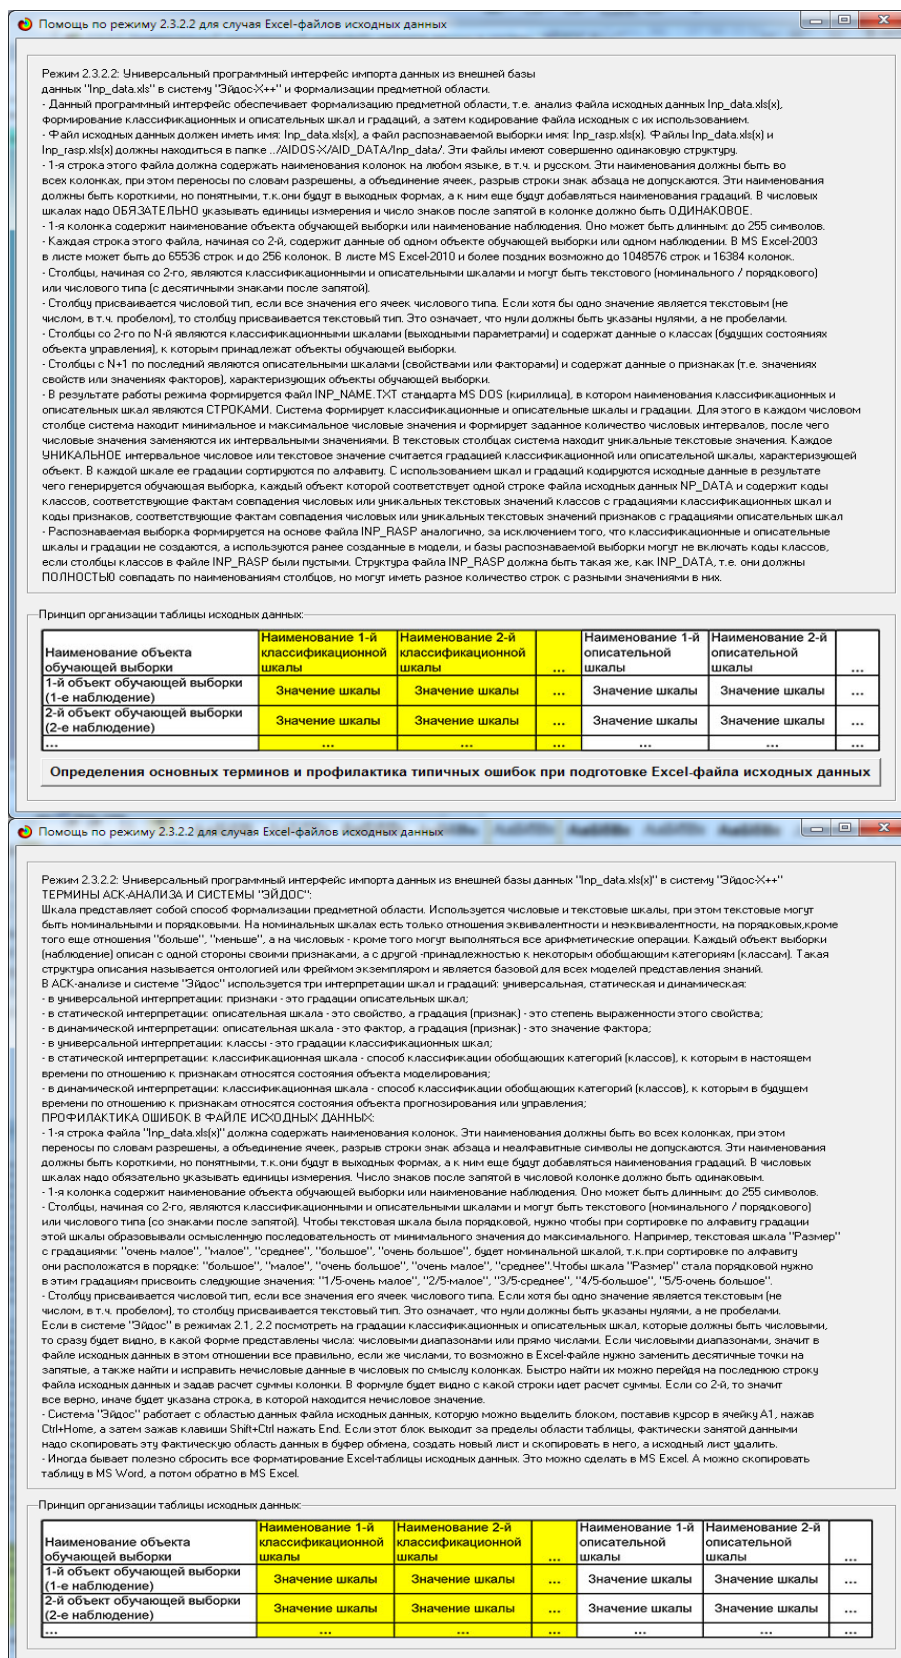 Помощь по режиму 2.3.2.2 для случая Excel-файлов исходных данных
Режим 2.3.2.2: Универсальный программный интерфейс импорта данных из внешней базы
данных "Inp_data.xls" в систему "Эйдос-X++" и формализации предметной области.
- Данный программный интерфейс обеспечивает формализацию предметной области, т.е. анализ файла исходных данных Inp_data.xls(x),
формирование классификационных и описательных шкал и градаций, а затем кодирование файла исходных с их использованием.
- Файл исходных данных должен иметь имя: Inp_data.xls(x), а файл распознаваемой выборки имя: Inp_rasp.xls(x). Файлы Inp_data.xls(x) и
Inp_rasp.xls(x) должны находиться в папке ../AIDOS-X/AID_DATA/Inp_data/. Эти файлы имеют совершенно одинаковую структуру.
- 1-я строка этого файла должна содержать наименования колонок на любом языке, в т.ч. и русском. Эти наименования должны быть во
всех колонках, при этом переносы по словам разрешены, а объединение ячеек, разрыв строки знак абзаца не допускаются. Эти наименования
должны быть короткими, но понятными, т.к.они будут в выходных формах, а к ним еще будут добавляться наименования градаций. В числовых
шкалах надо ОБЯЗАТЕЛЬНО указывать единицы измерения и число знаков после запятой в колонке должно быть ОДИНАКОВОЕ.
- 1-я колонка содержит наименование объекта обучающей выборки или наименование наблюдения. Оно может быть длинным: до 255 символов.
- Каждая строка этого файла, начиная со 2-й, содержит данные об одном объекте обучающей выборки или одном наблюдении. В MS Excel-2003
в листе может быть до 65536 строк и до 256 колонок. В листе MS Excel-2010 и более поздних возможно до 1048576 строк и 16384 колонок.
- Столбцы, начиная со 2-го, являются классификационными и описательными шкалами и могут быть текстового (номинального / порядкового)
или числового типа (с десятичными знаками после запятой).
- Столбцу присваивается числовой тип, если все значения его ячеек числового типа. Если хотя бы одно значение является текстовым (не
числом, в т.ч. пробелом), то столбцу присваивается текстовый тип. Это означает, что нули должны быть указаны нулями, а не пробелами.
- Столбцы со 2-го по N-й являются классификационными шкалами (выходными параметрами) и содержат данные о классах (будущих состояниях
объекта управления), к которым принадлежат объекты обучающей выборки.
- Столбцы с N+1 по последний являются описательными шкалами (свойствами или факторами) и содержат данные о признаках (т.е. значениях
свойств или значениях факторов), характеризующих объекты обучающей выборки.
- В результате работы режима формируется файл INP_NAME.TXT стандарта MS DOS (кириллица), в котором наименования классификационных и
описательных шкал являются СТРОКАМИ. Система формирует классификационные и описательные шкалы и градации. Для этого в каждом числовом
столбце система находит минимальное и максимальное числовые значения и формирует заданное количество числовых интервалов, после чего
числовые значения заменяются их интервальными значениями. В текстовых столбцах система находит уникальные текстовые значения. Каждое
УНИКАЛЬНОЕ интервальное числовое или текстовое значение считается градацией классификационной или описательной шкалы, характеризующей
объект. В каждой шкале ее градации сортируются по алфавиту. С использованием шкал и градаций кодируются исходные данные в результате
чего генерируется обучающая выборка, каждый объект которой соответствует одной строке файла исходных данных NP_DATA и содержит коды
классов, соответствующие фактам совпадения числовых или уникальных текстовых значений классов с градациями классификационных шкал и
коды признаков, соответствующие фактам совпадения числовых или уникальных текстовых значений признаков с градациями описательных шкал
- Распознаваемая выборка формируется на основе файла INP_RASP аналогично, за исключением того, что классификационные и описательные
шкалы и градации не создаются, а используются ранее созданные в модели, и базы распознаваемой выборки могут не включать коды классов,
если столбцы классов в файле INP_RASP были пустыми. Структура файла INP_RASP должна быть такая же, как INP_DATA, т.е. они должны
ПОЛНОСТЬЮ совпадать по наименованиям столбцов, но могут иметь разное количество строк с разными значениями в них.
Принцип организации таблицы исходных данных:
Наименование объекта обучающей выборки Наименование 1-й классификационной шкалы Наименование 2-й классификационной шкалы ... Наименование 1-й описательной шкалы Наименование 2-й описательной шкалы ...
1-й объект обучающей выборки (1-е наблюдение) Значение шкалы Значение шкалы ... Значение шкалы Значение шкалы ...
2-й объект обучающей выборки (2-е наблюдение) Значение шкалы Значение шкалы ... Значение шкалы Значение шкалы ...
... ... ... ... ... ... ...
Определения основных терминов и профилактика типичных ошибок при подготовке Excel-файла исходных данных
Помощь по режиму 2.3.2.2 для случая Excel-файлов исходных данных
Режим 2.3.2.2: Универсальный программный интерфейс импорта данных из внешней базы данных "Inp_data.xls(x)" в систему "Эйдос-X++"
ТЕРМИНЫ АСК-АНАЛИЗА И СИСТЕМЫ "ЭЙДОС":
Шкала представляет собой способ формализации предметной области. Используется числовые и текстовые шкалы, при этом текстовые могут
быть номинальными и порядковыми. На номинальных шкалах есть только отношения эквивалентности и неэквивалентности, на порядковых,кроме
того еще отношения "больше", "меньше", а на числовых - кроме того могут выполняться все арифметические операции. Каждый объект выборки
(наблюдение) описан с одной стороны своими признаками, а с другой -принадлежностью к некоторым обобщающим категориям (классам). Такая
структура описания называется онтологией или фреймом экземпляром и является базовой для всех моделей представления знаний.
В АСК-анализе и системе "Эйдос" используется три интерпретации шкал и градаций: универсальная, статическая и динамическая:
- в универсальной интерпретации: признаки - это градации описательных шкал;
- в статической интерпретации: описательная шкала - это свойство, а градация (признак) - это степень выраженности этого свойства;
- в динамической интерпретации: описательная шкала - это фактор, а градация (признак) - это значение фактора;
- в универсальной интерпретации: классы - это градации классификационных шкал;
- в статической интерпретации: классификационная шкала - способ классификации обобщающих категорий (классов), к которым в настоящем
времени по отношению к признакам относятся состояния объекта моделирования;
- в динамической интерпретации: классификационная шкала - способ классификации обобщающих категорий (классов), к которым в будущем
времени по отношению к признакам относятся состояния объекта прогнозирования или управления;
ПРОФИЛАКТИКА ОШИБОК В ФАЙЛЕ ИСХОДНЫХ ДАННЫХ:
- 1-я строка файла "Inp_data.xls(x)" должна содержать наименования колонок. Эти наименования должны быть во всех колонках, при этом
переносы по словам разрешены, а объединение ячеек, разрыв строки знак абзаца и неалфавитные символы не допускаются. Эти наименования
должны быть короткими, но понятными, т.к.они будут в выходных формах, а к ним еще будут добавляться наименования градаций. В числовых
шкалах надо обязательно указывать единицы измерения. Число знаков после запятой в числовой колонке должно быть одинаковым.
- 1-я колонка содержит наименование объекта обучающей выборки или наименование наблюдения. Оно может быть длинным: до 255 символов.
- Столбцы, начиная со 2-го, являются классификационными и описательными шкалами и могут быть текстового (номинального / порядкового)
или числового типа (со знаками после запятой). Чтобы текстовая шкала была порядковой, нужно чтобы при сортировке по алфавиту градации
этой шкалы образовывали осмысленную последовательность от минимального значения до максимального. Например, текстовая шкала "Размер"
с градациями: "очень малое", "малое", "среднее", "большое", "очень большое", будет номинальной шкалой, т.к.при сортировке по алфавиту
они расположатся в порядке: "большое", "малое", "очень большое", "очень малое", "среднее".Чтобы шкала "Размер" стала порядковой нужно
в этим градациям присвоить следующие значения: "1/5-очень малое", "2/5-малое", "3/5-среднее", "4/5-большое", "5/5-очень большое".
- Столбцу присваивается числовой тип, если все значения его ячеек числового типа. Если хотя бы одно значение является текстовым (не
числом, в т.ч. пробелом), то столбцу присваивается текстовый тип. Это означает, что нули должны быть указаны нулями, а не пробелами.
Если в системе "Эйдос" в режимах 2.1, 2.2 посмотреть на градации классификационных и описательных шкал, которые должны быть числовыми,
то сразу будет видно, в какой форме представлены числа: числовыми диапазонами или прямо числами. Если числовыми диапазонами, значит в
файле исходных данных в этом отношении все правильно, если же числами, то возможно в Excel-файле нужно заменить десятичные точки на
запятые, а также найти и исправить нечисловые данные в числовых по смыслу колонках. Быстро найти их можно перейдя на последнюю строку
файла исходных данных и задав расчет суммы колонки. В формуле будет видно с какой строки идет расчет суммы. Если со 2-й, то значит
все верно, иначе будет указана строка, в которой находится нечисловое значение.
- Система "Эйдос" работает с областью данных файла исходных данных, которую можно выделить блоком, поставив курсор в ячейку A1, нажав
Ctrl+Home, а затем зажав клавиши Shift+Ctrl нажать End. Если этот блок выходит за пределы области таблицы, фактически занятой данными
надо скопировать эту фактическую область данных в буфер обмена, создать новый лист и скопировать в него, а исходный лист удалить.
- Иногда бывает полезно сбросить все форматирование Excel-таблицы исходных данных. Это можно сделать в MS Excel. А можно скопировать
таблицу в MS Word, а потом обратно в MS Excel.
Принцип организации таблицы исходных данных:
Наименование объекта обучающей выборки Наименование 1-й классификационной шкалы Наименование 2-й классификационной шкалы ... Наименование 1-й описательной шкалы Наименование 2-й описательной шкалы ...
1-й объект обучающей выборки (1-е наблюдение) Значение шкалы Значение шкалы ... Значение шкалы Значение шкалы ...
2-й объект обучающей выборки (2-е наблюдение) Значение шкалы Значение шкалы ... Значение шкалы Значение шкалы ...
... ... ... ... ... ... ...